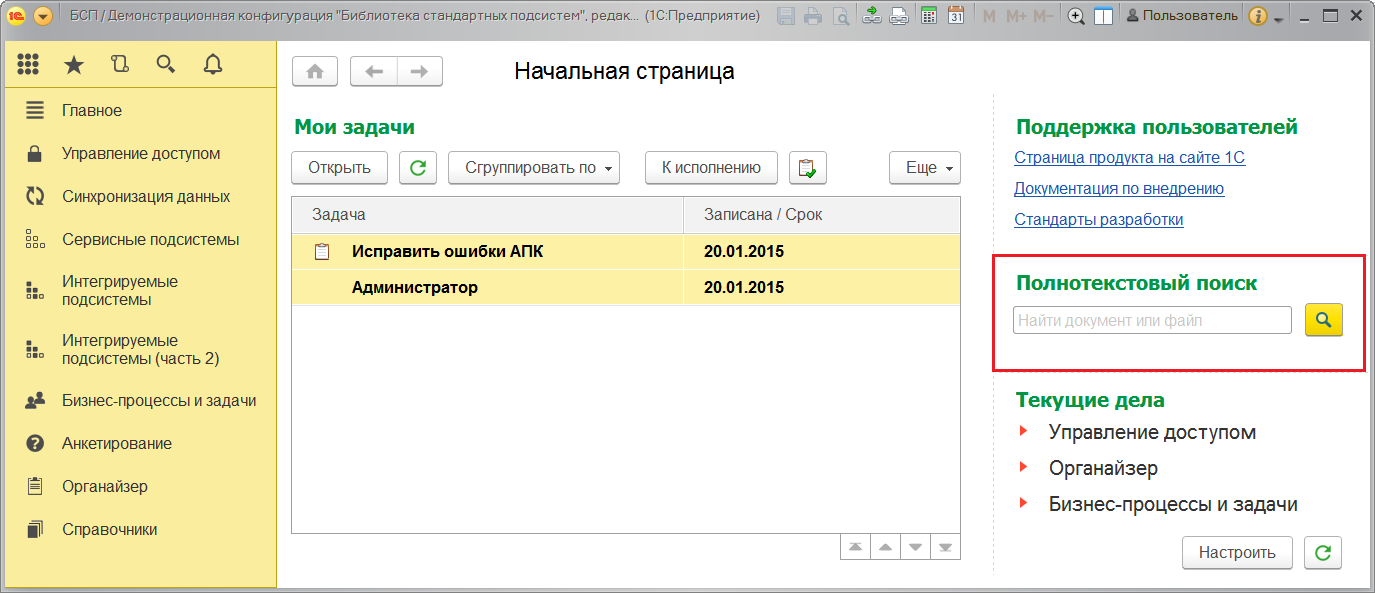 БСП / Демонстрационная конфигурация "Библиотека стандартных подсистем", редак... (1С:Предприятие)
31
M M+ M-
Пользователь
Главное
Управление доступом
Синхронизация данных
Сервисные подсистемы
Интегрируемые
подсистемы
Интегрируемые
подсистемы (часть 2)
Бизнес-процессы и задачи
Анкетирование
Органайзер
Справочники
Начальная страница
Мои задачи
Открыть
Сгруппировать по
К исполнению
Еще
Задача Записана / Срок
Исправить ошибки АПК 20.01.2015
Администратор 20.01.2015
Поддержка пользователей
Страница продукта на сайте 1С
Документация по внедрению
Стандарты разработки
Полнотекстовый поиск
Найти документ или файл
Текущие дела
Управление доступом
Органайзер
Бизнес-процессы и задачи
Настроить